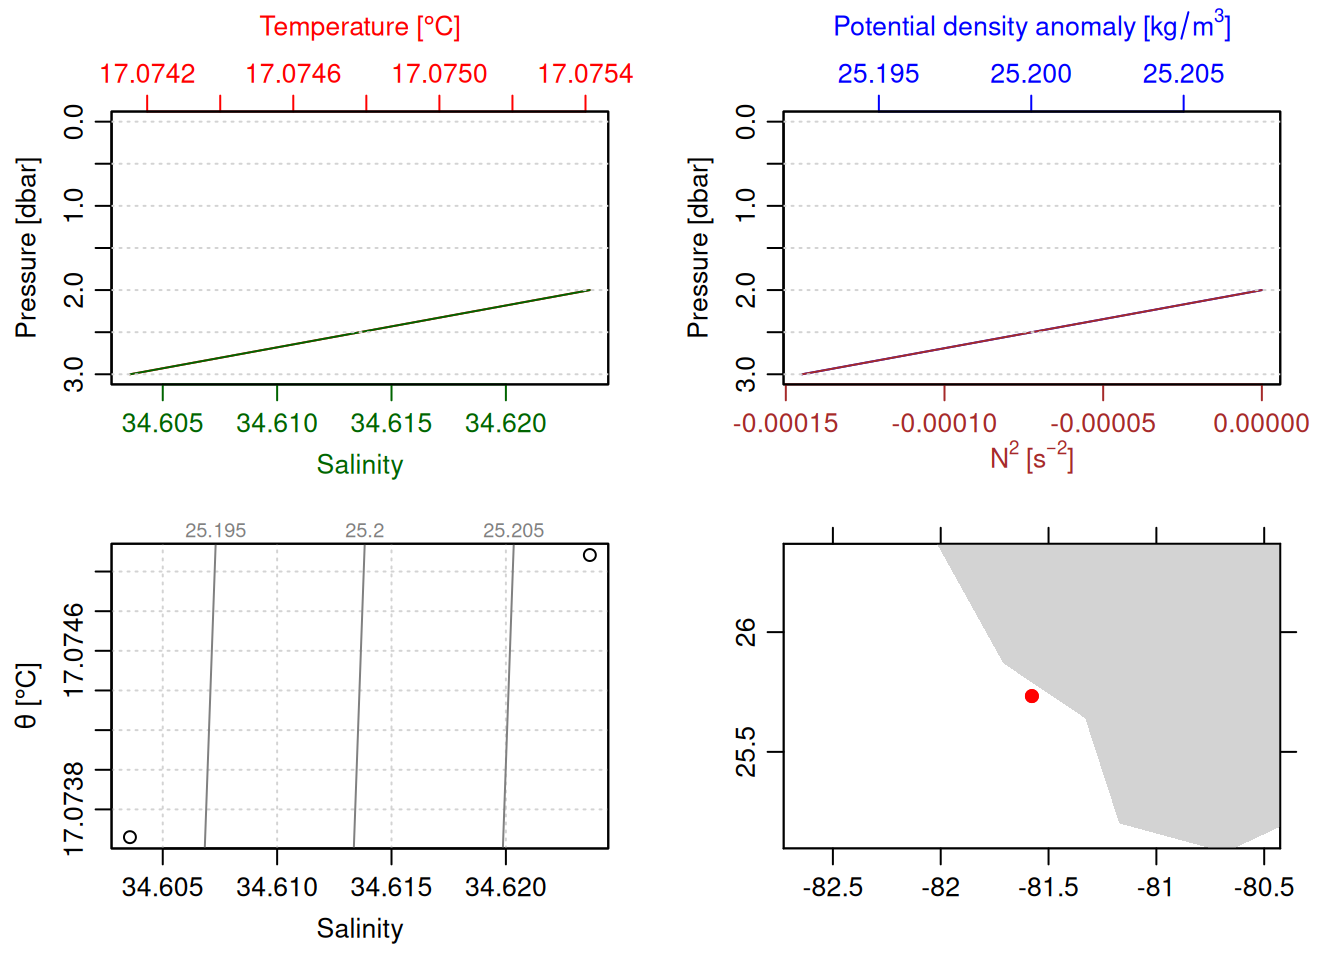 Temperature [°C]
17.0742 17.0746 17.0750 17.0754
Pressure [dbar]
0.0
1.0
2.0
3.0
34.605 34.610 34.615 34.620
Salinity
Potential density anomaly [kg/m³]
25.195 25.200 25.205
Pressure [dbar]
0.0
1.0
2.0
3.0
-0.00015 -0.00010 -0.00005 0.00000
N² [s⁻²]
25.195 25.2 25.205
θ [°C]
17.0746
17.0738
34.605 34.610 34.615 34.620
Salinity
26
25.5
-82.5 -82 -81.5 -81 -80.5